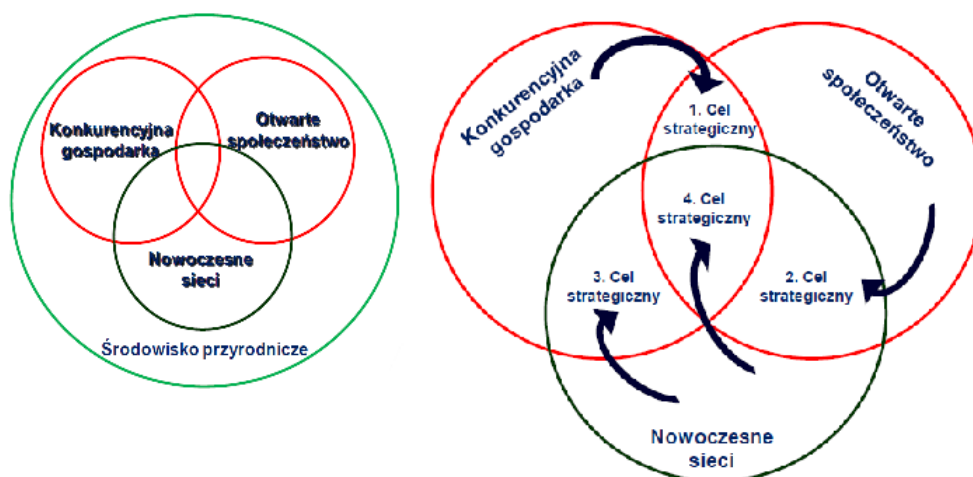 Konkurencyjna
gospodarka
Otwarte
społeczeństwo
Nowoczesne
sieci
Środowisko przyrodnicze
Konkurencyjna
gospodarka
Otwarte
społeczeństwo
1. Cel
strategiczny
4. Cel
strategiczny
3. Cel
strategiczny
2. Cel
strategiczny
Nowoczesne
sieci